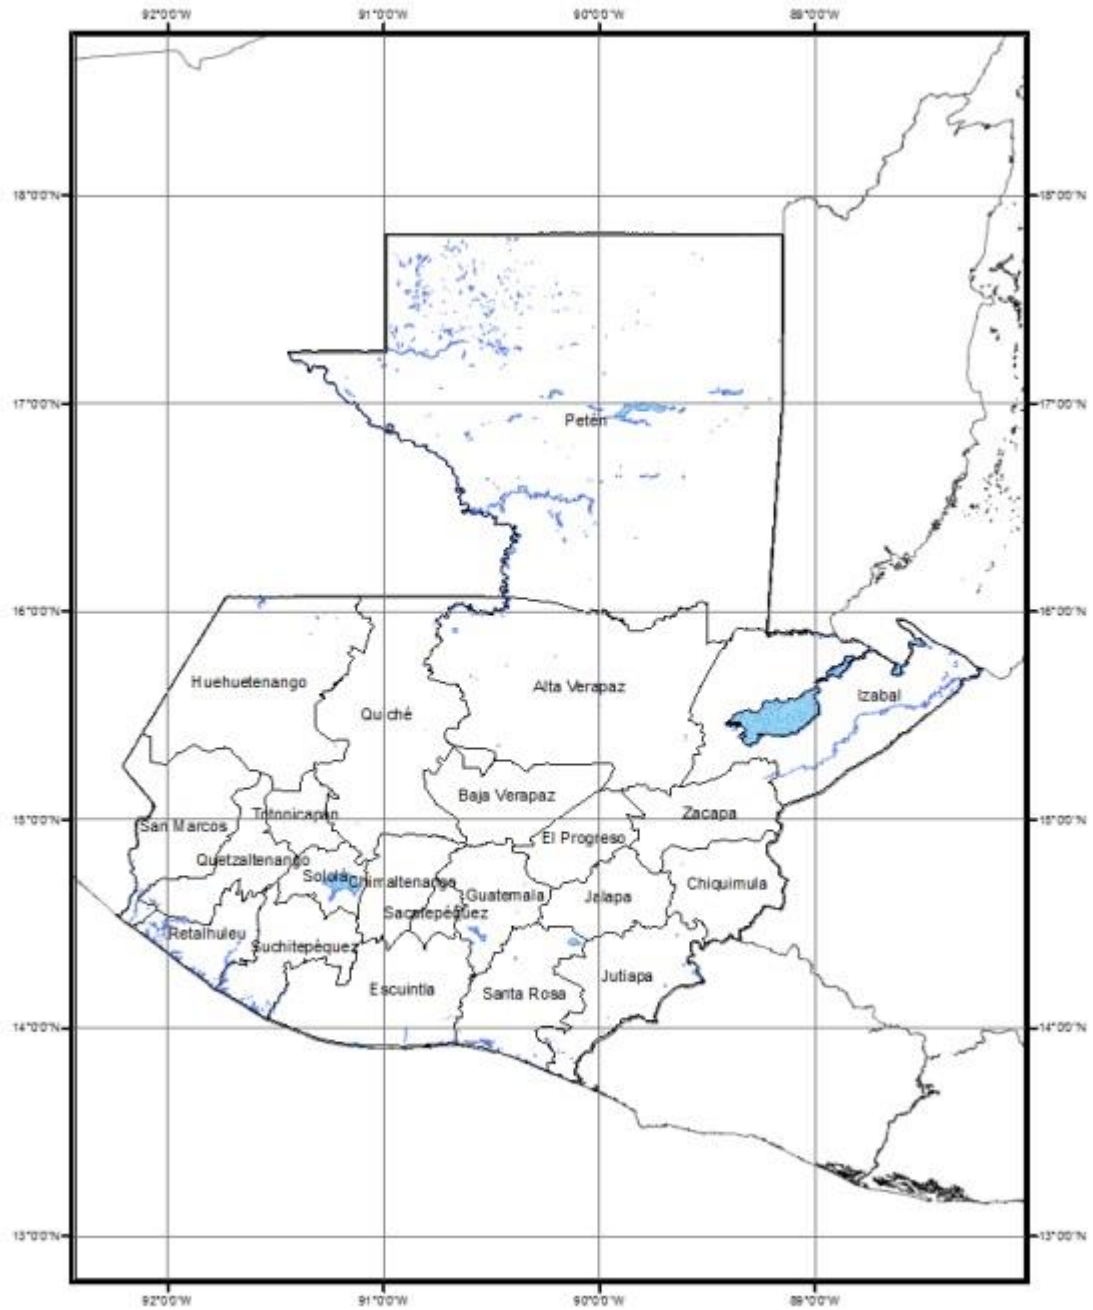 92°0'0"W 91°0'0"W 90°0'0"W 89°0'0"W
18°0'0"N 18°0'0"N
17°0'0"N 17°0'0"N
Petén
16°0'0"N 16°0'0"N
Huehuetenango
Alta Verapaz
Izabal
Quiché
Baja Verapaz
Zacapa
Totonicapán
15°0'0"N 15°0'0"N
San Marcos
El Progreso
Quetzaltenango
Sololá
Chimaltenango
Chiquimula
Guatemala
Jalapa
Sacatepéquez
Retalhuleu
Suchitepéquez
Jutiapa
Escuintla
Santa Rosa
14°0'0"N 14°0'0"N
13°0'0"N 13°0'0"N
92°0'0"W 91°0'0"W 90°0'0"W 89°0'0"W